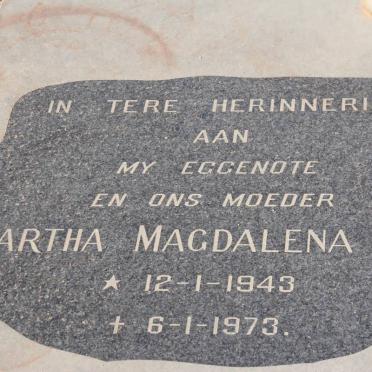 IN TERE HERINNERI
AAN
MY EGGENOTE
EN ONS MOEDER
ARTHA MAGDALENA
★ 12-1-1943
+ 6-1-1973.